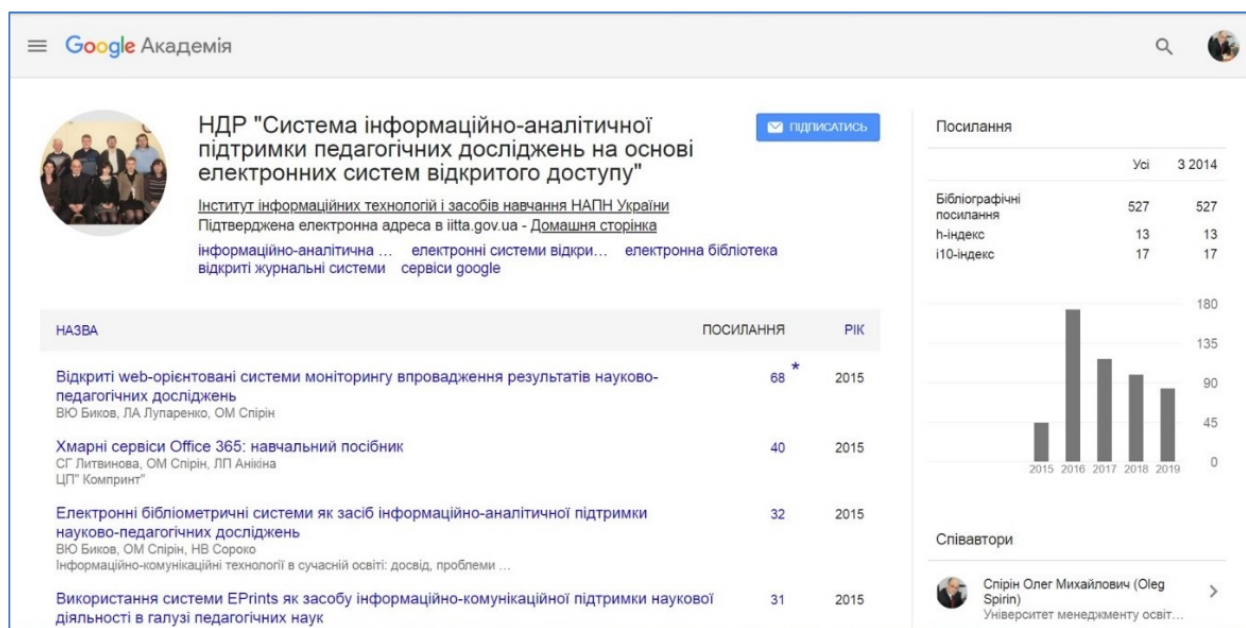 Google Академія
НДР "Система інформаційно-аналітичної
підтримки педагогічних досліджень на основі
електронних систем відкритого доступу"
ПІДПИСАТИСЬ
Інститут інформаційних технологій і засобів навчання НАПН України
Підтверджена електронна адреса в iitta.gov.ua - Домашня сторінка
інформаційно-аналітична … електронні системи відкри… електронна бібліотека
відкриті журнальні системи сервіси google
НАЗВА ПОСИЛАННЯ РІК
Відкриті web-орієнтовані системи моніторингу впровадження результатів науково-
педагогічних досліджень
68 * 2015
ВЮ Биков, ЛА Лупаренко, ОМ Спірін
Хмарні сервіси Office 365: навчальний посібник 40 2015
СГ Литвинова, ОМ Спірін, ЛП Анікіна
ЦП" Компринт"
Електронні бібліометричні системи як засіб інформаційно-аналітичної підтримки
науково-педагогічних досліджень
32 2015
ВЮ Биков, ОМ Спірін, НВ Сороко
Інформаційно-комунікаційні технології в сучасній освіті: досвід, проблеми …
Використання системи EPrints як засобу інформаційно-комунікаційної підтримки наукової
діяльності в галузі педагогічних наук
31 2015
Посилання
Усі З 2014
Бібліографічні
посилання
527 527
h-індекс 13 13
i10-індекс 17 17
180
135
90
45
0
2015 2016 2017 2018 2019
Співавтори
Спірін Олег Михайлович (Oleg
Spirin)
Університет менеджменту освіт…